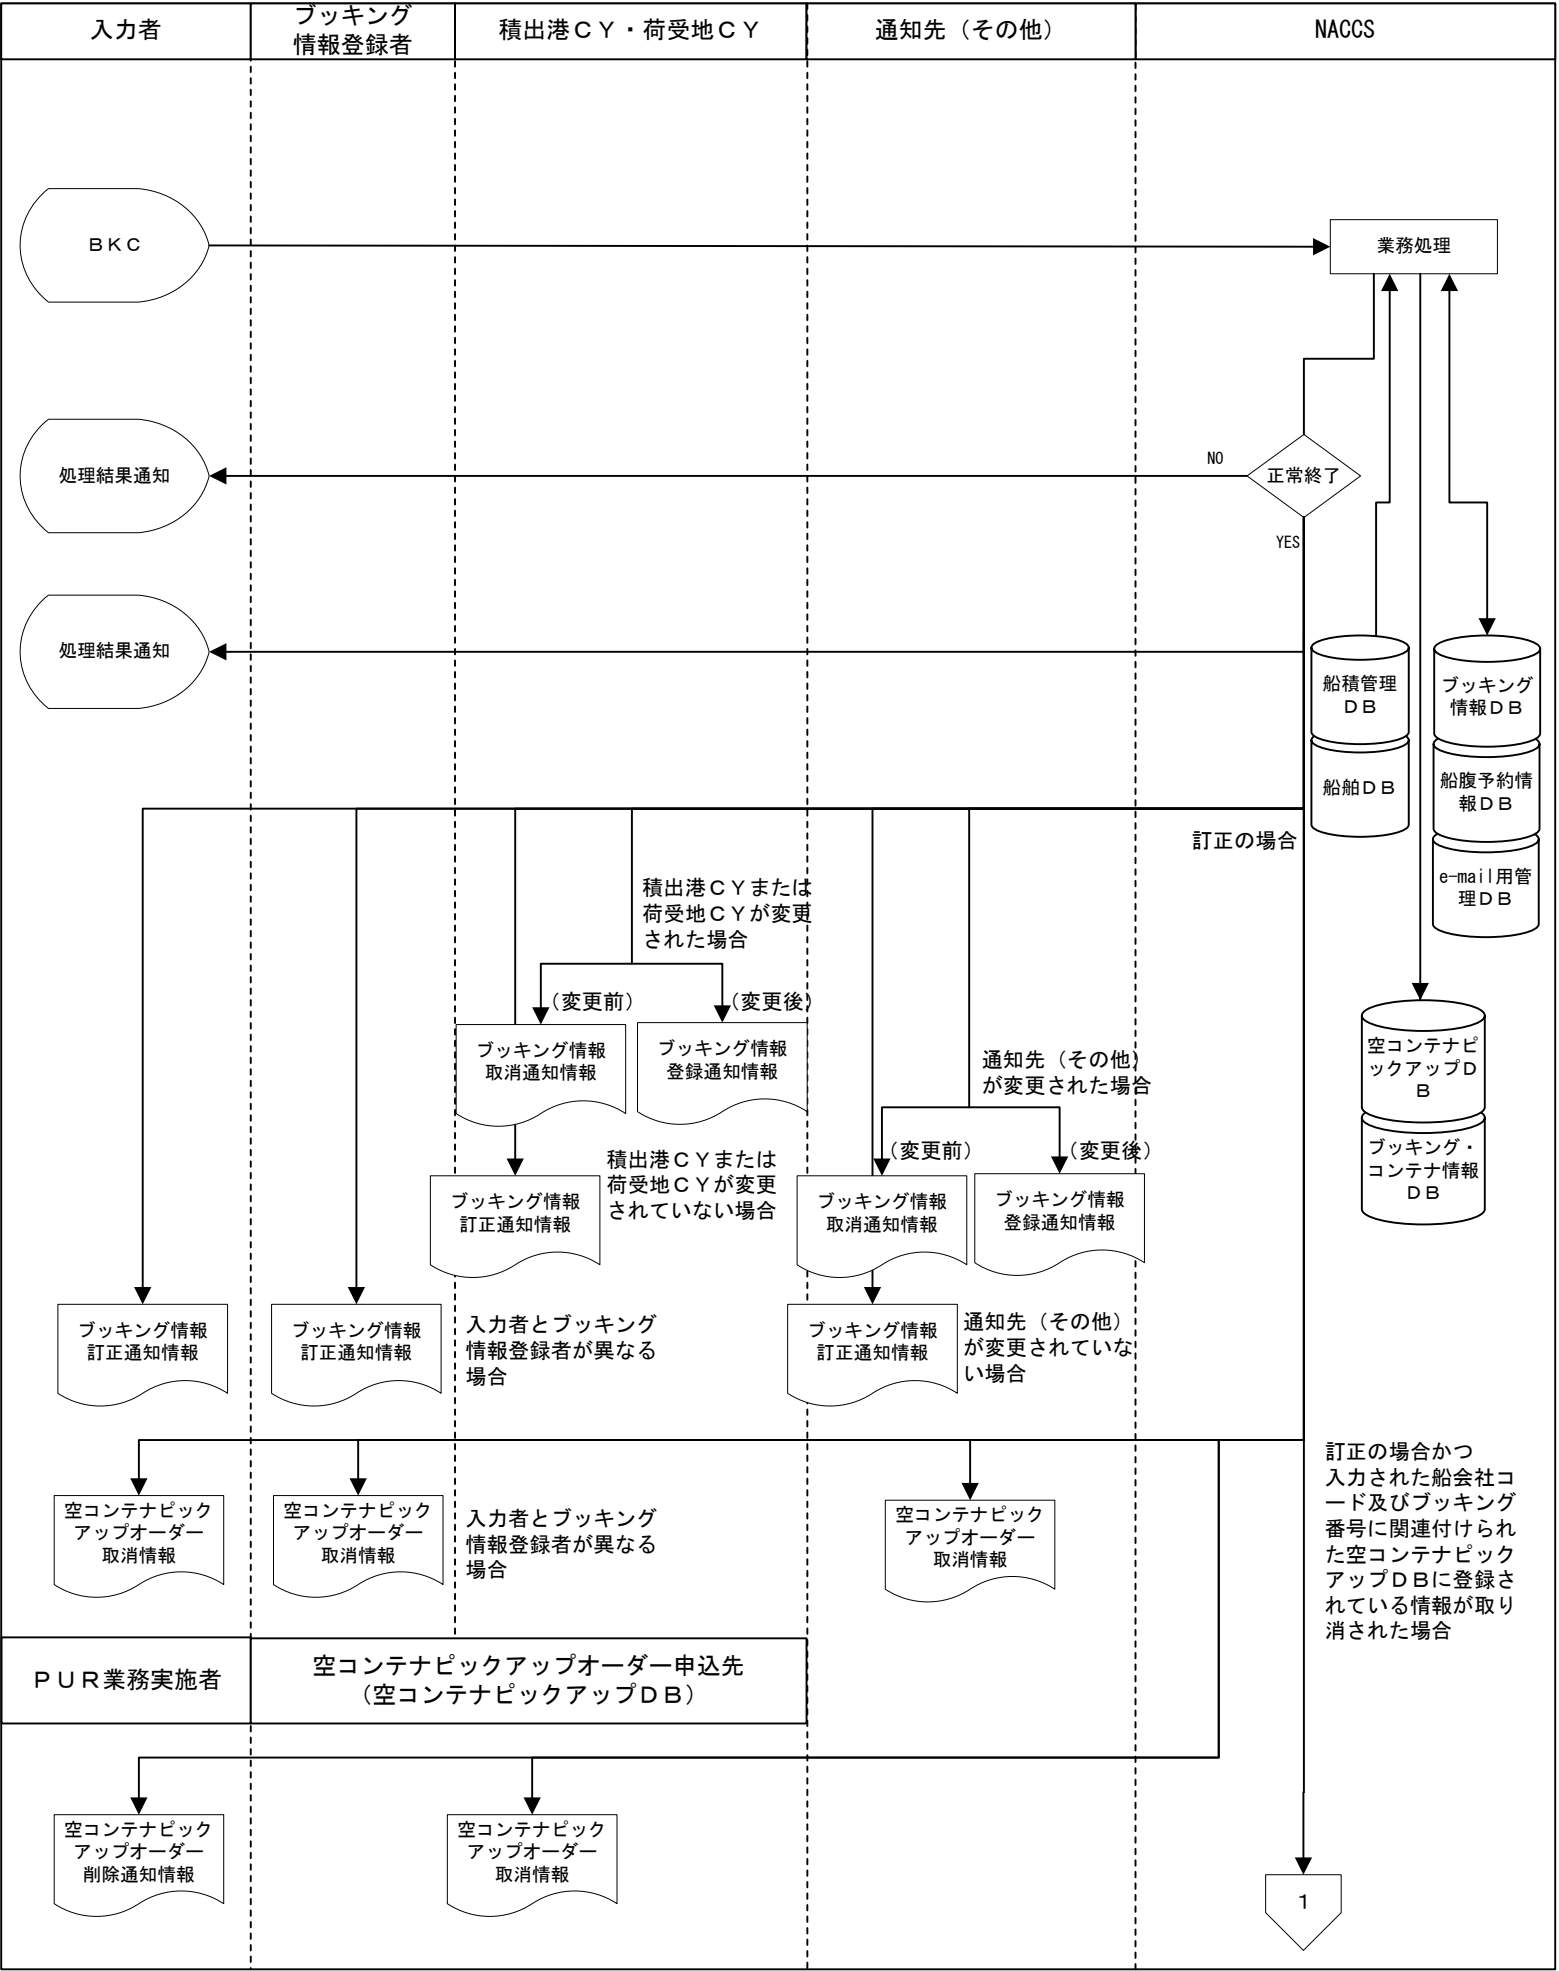 入力者
ブッキング
情報登録者
積出港ＣＹ・荷受地ＣＹ
通知先（その他）
NACCS
ＢＫＣ
業務処理
処理結果通知
NO
正常終了
YES
処理結果通知
船積管理
ＤＢ
船舶ＤＢ
ブッキング
情報ＤＢ
船腹予約情
報ＤＢ
e-mail用管
理ＤＢ
訂正の場合
積出港ＣＹまたは
荷受地ＣＹが変更
された場合
（変更前）
（変更後）
ブッキング情報
取消通知情報
ブッキング情報
登録通知情報
空コンテナピ
ックアップＤ
Ｂ
ブッキング・
コンテナ情報
ＤＢ
通知先（その他）
が変更された場合
（変更前）
（変更後）
積出港ＣＹまたは
荷受地ＣＹが変更
されていない場合
ブッキング情報
訂正通知情報
ブッキング情報
取消通知情報
ブッキング情報
登録通知情報
ブッキング情報
訂正通知情報
ブッキング情報
訂正通知情報
入力者とブッキング
情報登録者が異なる
場合
ブッキング情報
訂正通知情報
通知先（その他）
が変更されていな
い場合
空コンテナピック
アップオーダー
取消情報
空コンテナピック
アップオーダー
取消情報
入力者とブッキング
情報登録者が異なる
場合
空コンテナピック
アップオーダー
取消情報
訂正の場合かつ
入力された船会社コ
ード及びブッキング
番号に関連付けられ
た空コンテナピック
アップＤＢに登録さ
れている情報が取り
消された場合
ＰＵＲ業務実施者
空コンテナピックアップオーダー申込先
（空コンテナピックアップＤＢ）
空コンテナピック
アップオーダー
削除通知情報
空コンテナピック
アップオーダー
取消情報
１